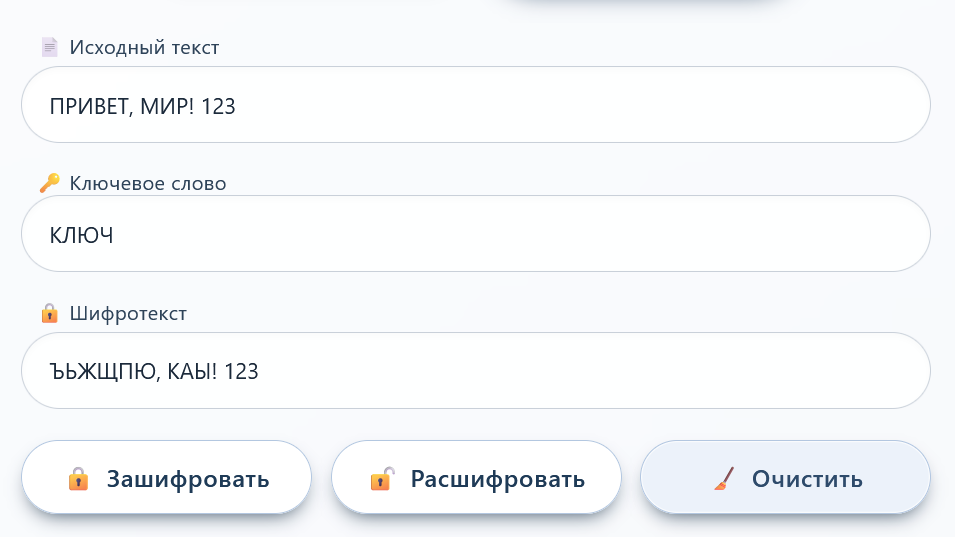 Исходный текст
ПРИВЕТ, МИР! 123
Ключевое слово
КЛЮЧ
Шифротекст
ЪЬЖЩПЮ, КАЫ! 123
Зашифровать
Расшифровать
Очистить